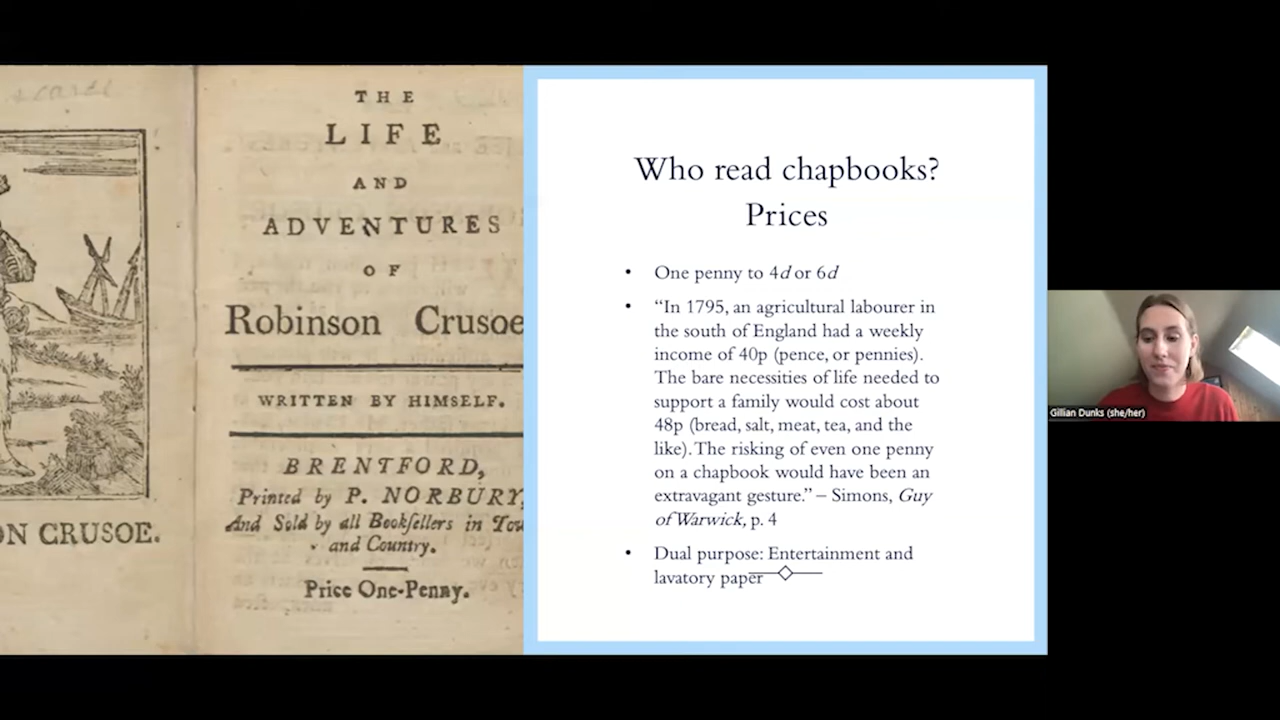 THE
LIFE
AND
ADVENTURES
OF
Robinson Crusoe
WRITTEN BY HIMSELF.
BRENTFORD,
Printed by P. NORBURY,
And Sold by all Bookſellers in Tow
and Country.
Price One-Penny.
ON CRUSOE.
Who read chapbooks?
Prices
• One penny to 4d or 6d
• “In 1795, an agricultural labourer in
the south of England had a weekly
income of 40p (pence, or pennies).
The bare necessities of life needed to
support a family would cost about
48p (bread, salt, meat, tea, and the
like). The risking of even one penny
on a chapbook would have been an
extravagant gesture.” – Simons, Guy
of Warwick, p. 4
• Dual purpose: Entertainment and
lavatory paper
Gillian Dunks (she/her)